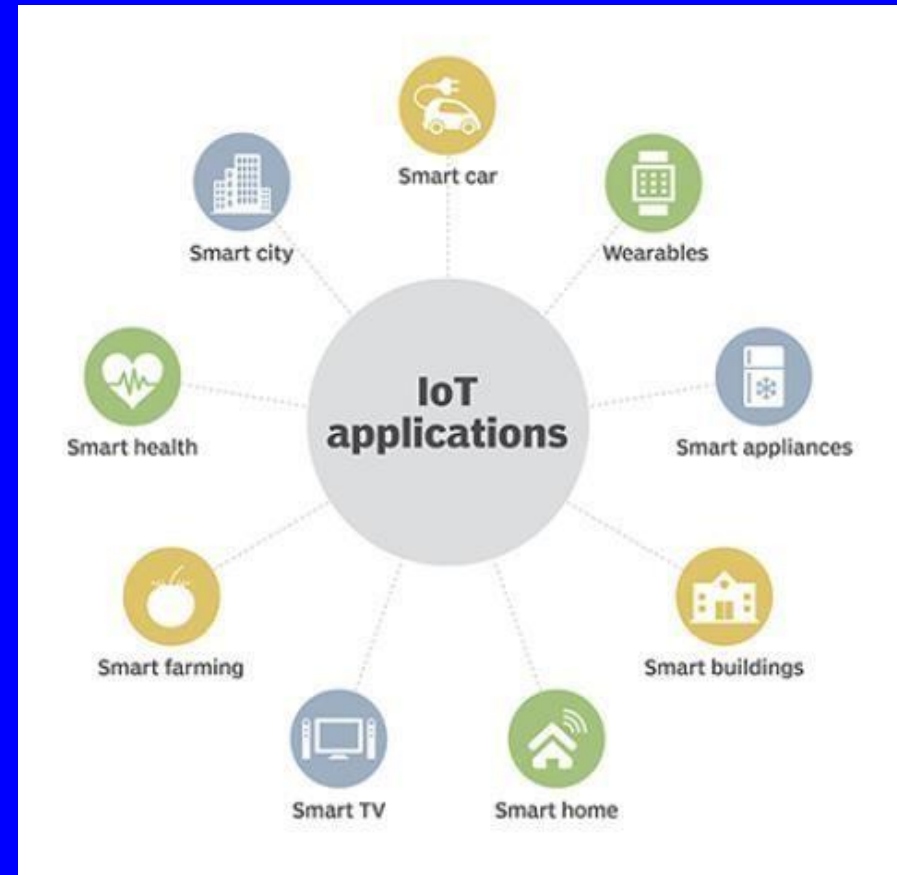 Smart car
Smart city
Wearables
IoT
applications
Smart health
Smart appliances
Smart farming
Smart buildings
Smart TV
Smart home